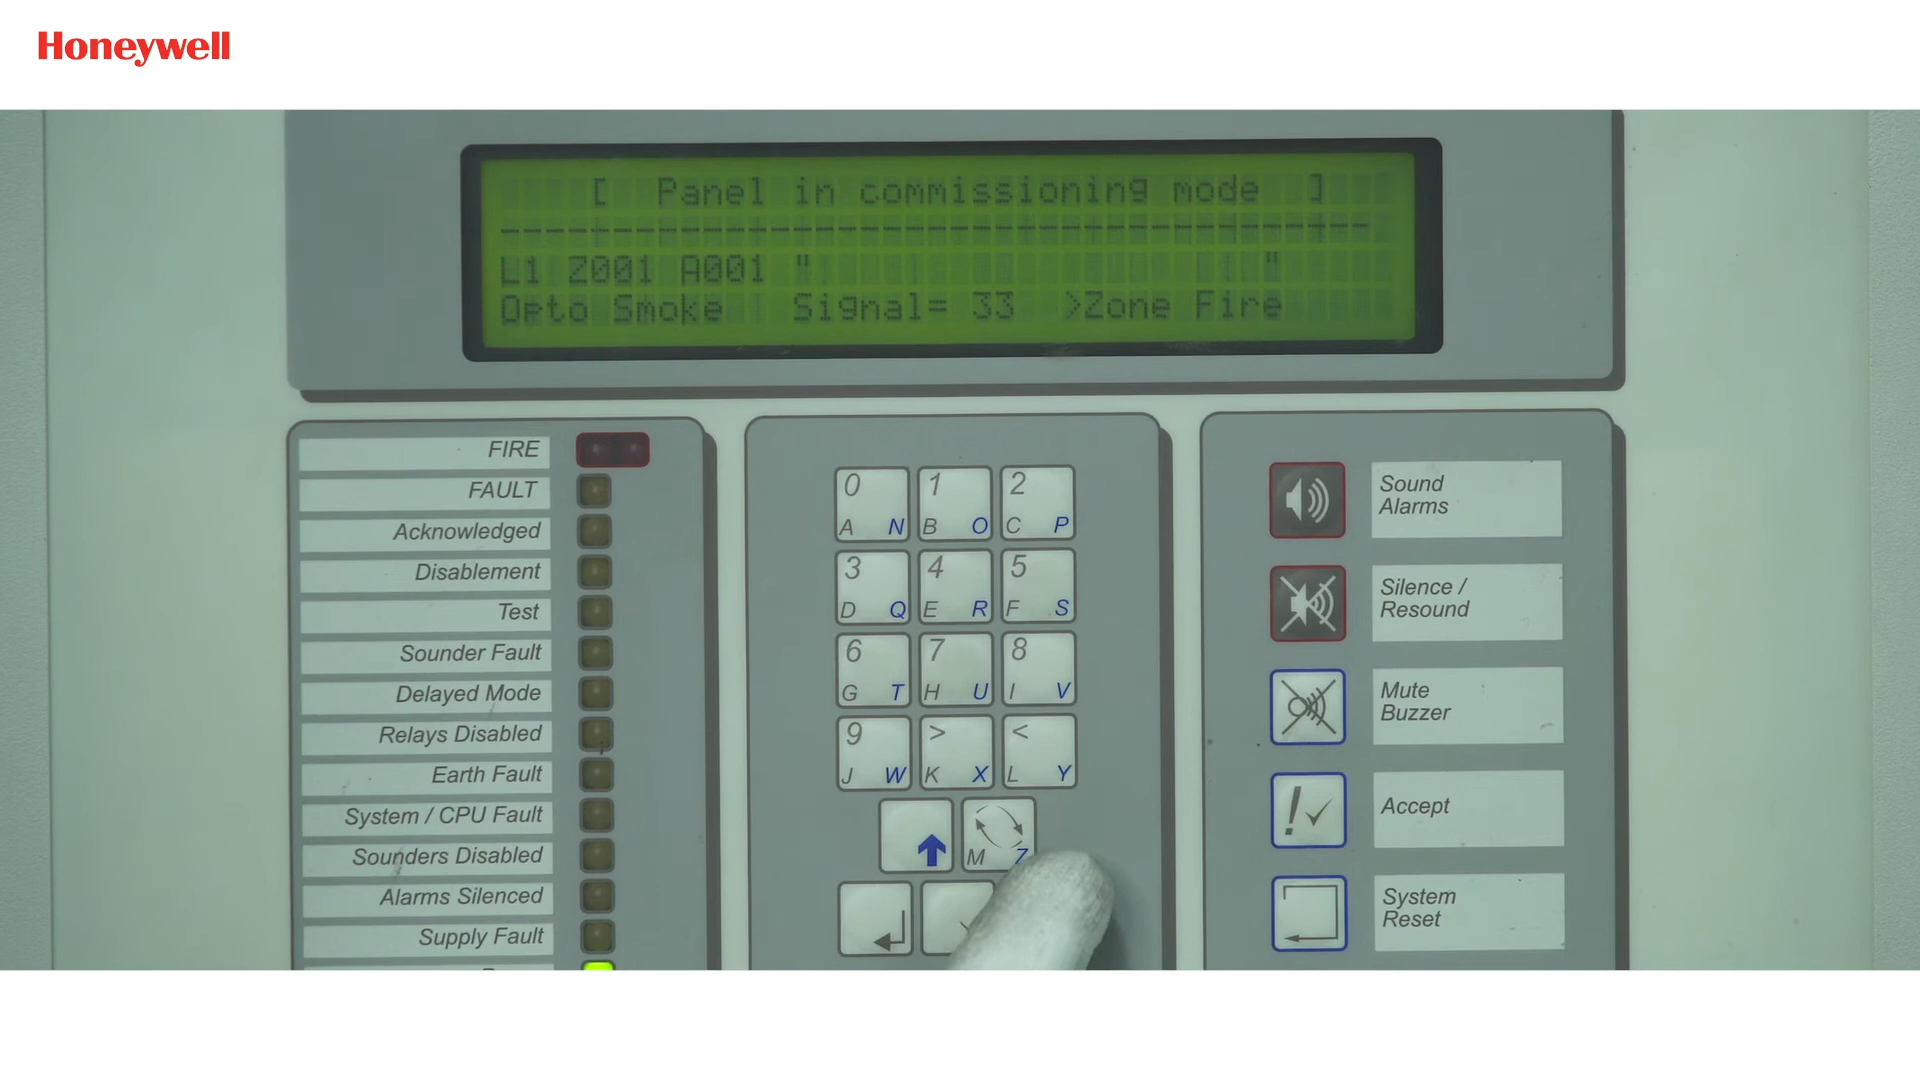 Honeywell
[ Panel in commissioning mode ]
--------------------------------
L1 Z001 A001 " "
Opto Smoke Signal= 33 >Zone Fire
FIRE
FAULT
Acknowledged
Disablement
Test
Sounder Fault
Delayed Mode
Relays Disabled
Earth Fault
System / CPU Fault
Sounders Disabled
Alarms Silenced
Supply Fault
0 A N
1 B O
2 C P
3 D Q
4 E R
5 F S
6 G T
7 H U
8 I V
9 J W
> K X
< L Y
M Z
Sound
Alarms
Silence /
Resound
Mute
Buzzer
Accept
System
Reset